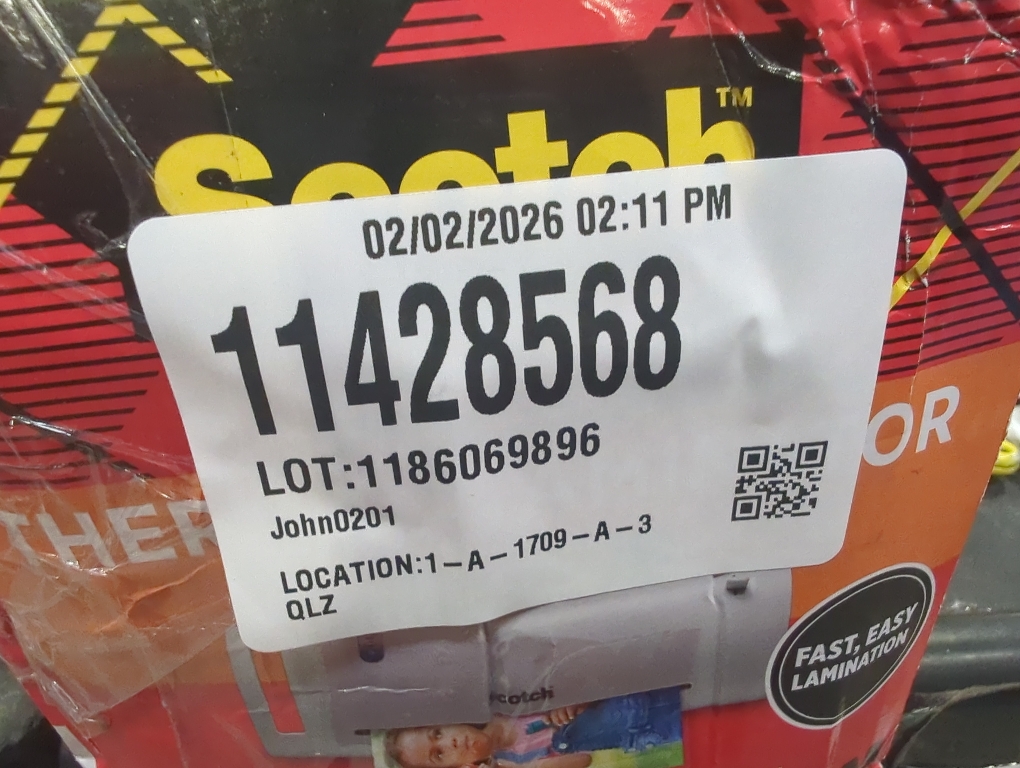 Scotch™
02/02/2026 02:11 PM
11428568
LOT:1186069896
John0201
LOCATION:1-A-1709-A-3
QLZ
THER
OR
FAST, EASY
LAMINATION
scotch